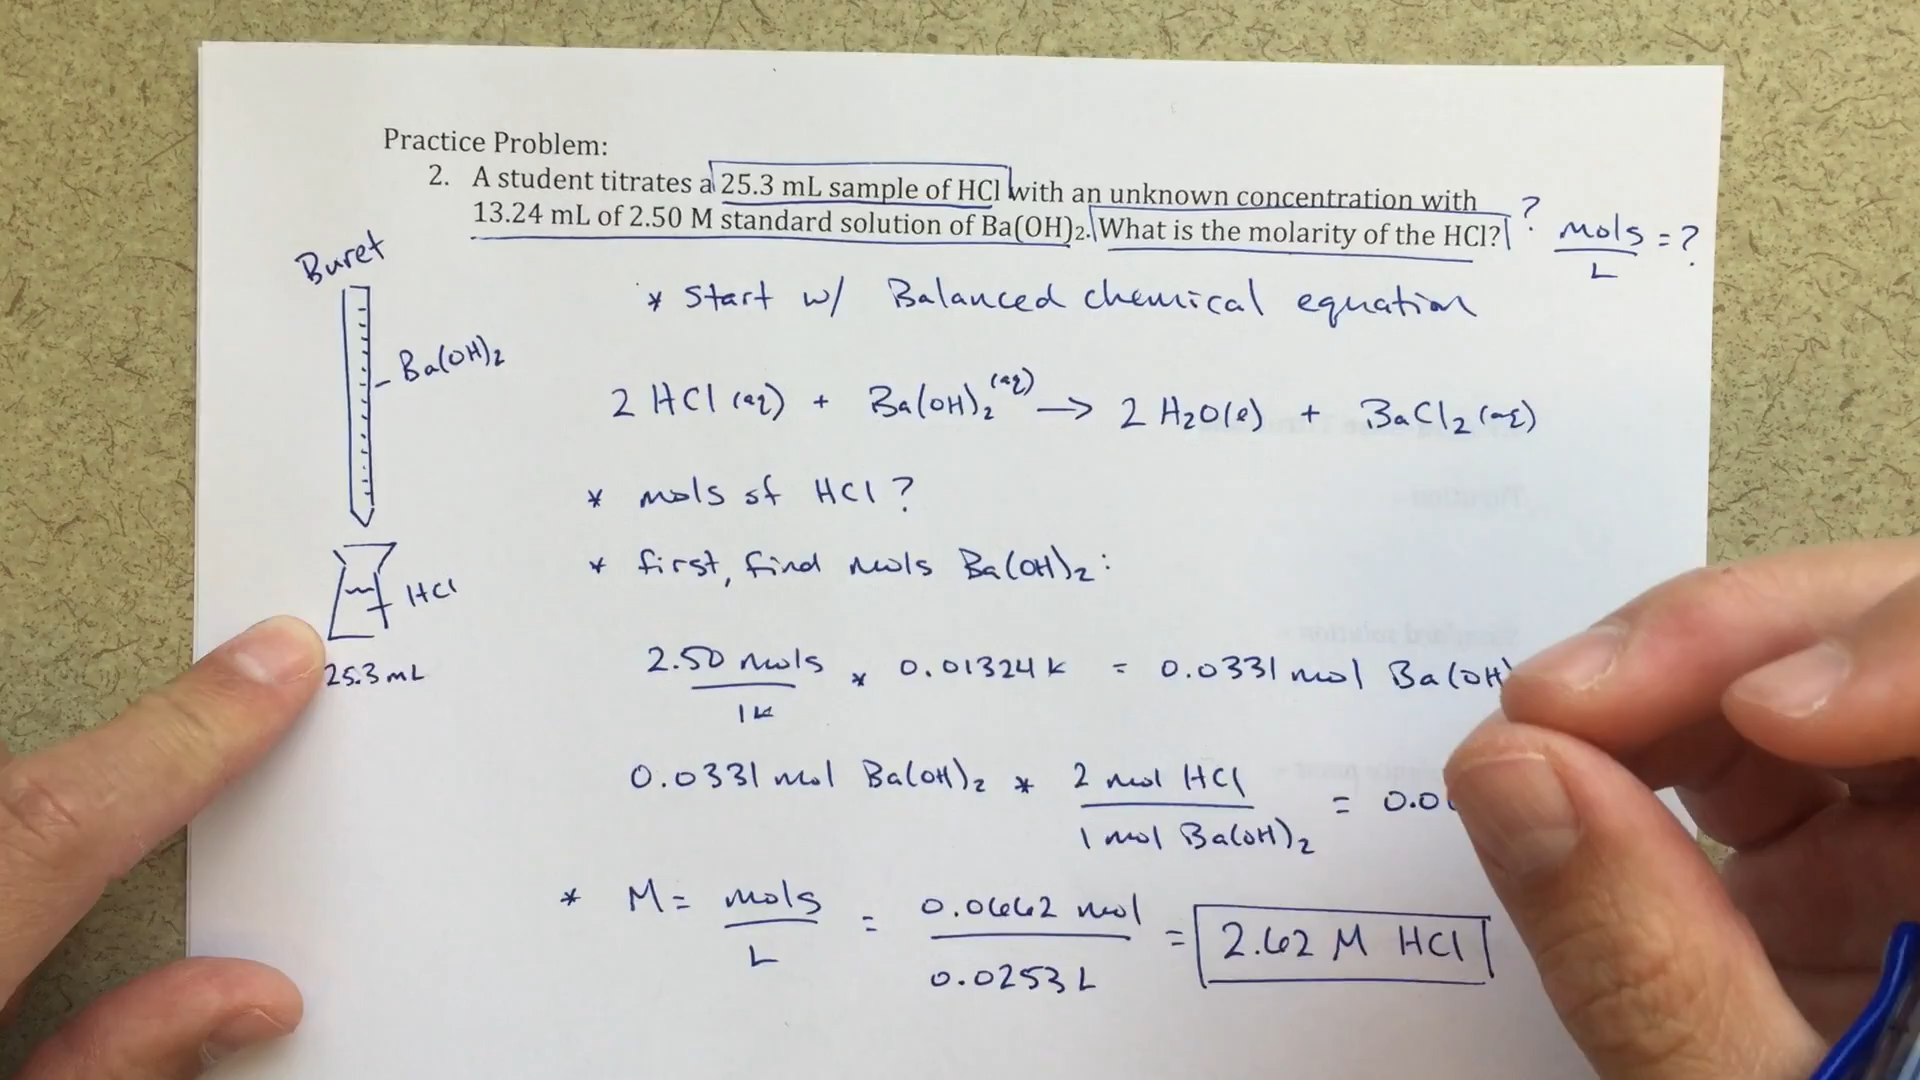 Practice Problem:
2. A student titrates a 25.3 mL sample of HCl with an unknown concentration with
13.24 mL of 2.50 M standard solution of Ba(OH)2. What is the molarity of the HCl? ?
mols / L = ?
Buret
Ba(OH)2
HCl
25.3 mL
* Start w/ Balanced chemical equation
2 HCl (aq) + Ba(OH)2 (aq) → 2 H2O(l) + BaCl2 (aq)
* mols of HCl?
* first, find mols Ba(OH)2:
2.50 mols / 1 L * 0.01324 L = 0.0331 mol Ba(OH)
0.0331 mol Ba(OH)2 * 2 mol HCl / 1 mol Ba(OH)2 = 0.0
* M = mols / L = 0.0662 mol / 0.0253 L = 2.62 M HCl